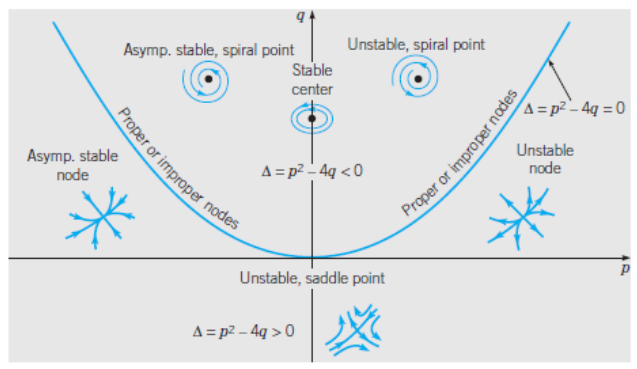 q
Asymp. stable, spiral point
Unstable, spiral point
Stable
center
Δ = p² – 4q = 0
Proper or improper nodes
Proper or improper nodes
Asymp. stable
node
Δ = p² – 4q < 0
Unstable
node
p
Unstable, saddle point
Δ = p² – 4q > 0